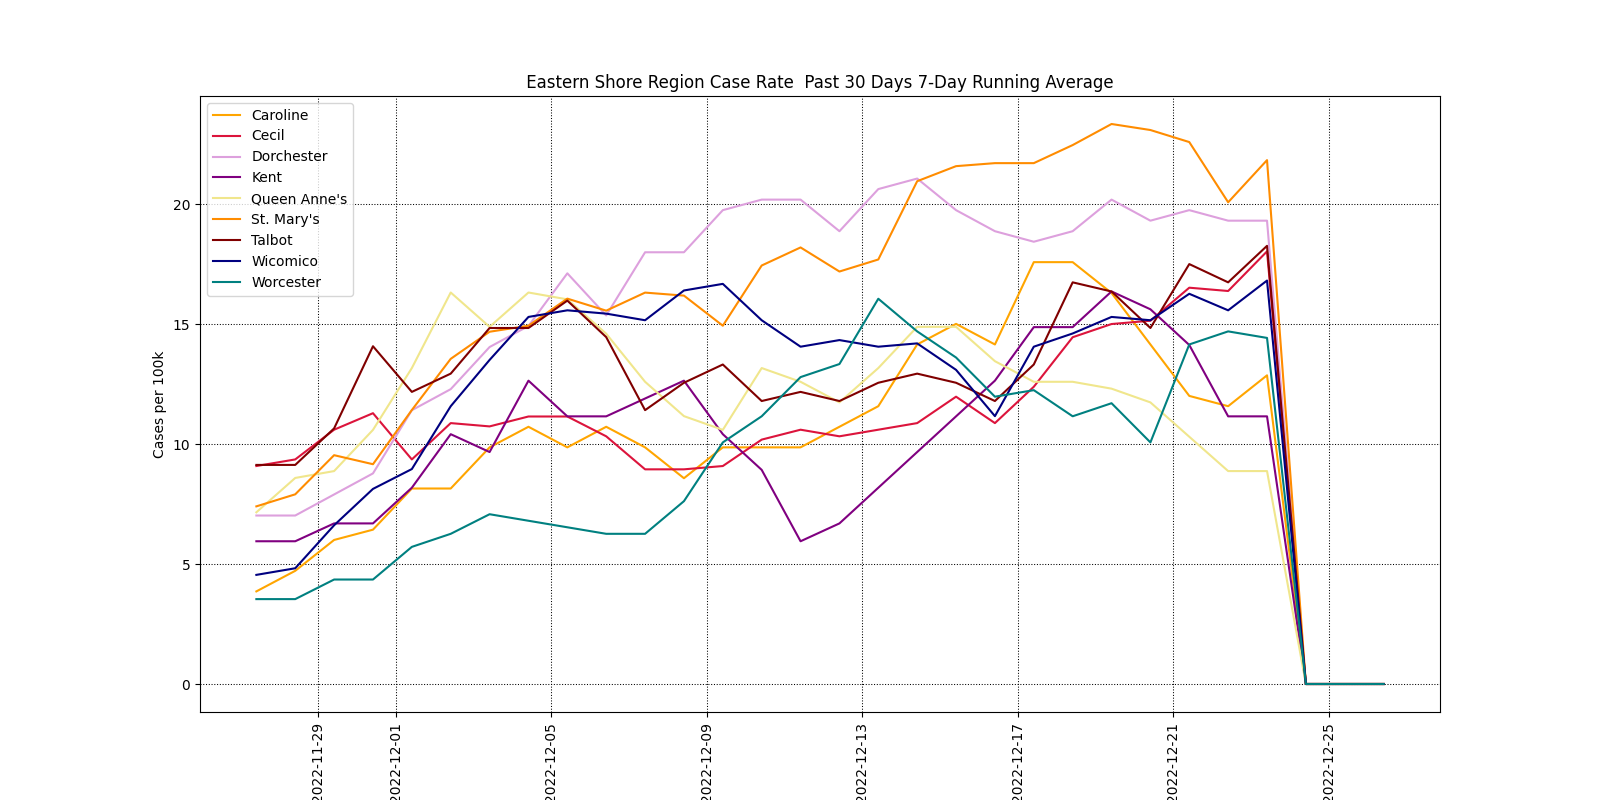 Eastern Shore Region Case Rate  Past 30 Days 7-Day Running Average
Caroline
Cecil
Dorchester
Kent
Queen Anne's
St. Mary's
Talbot
Wicomico
Worcester
Cases per 100k
20
15
10
5
0
2022-11-29
2022-12-01
2022-12-05
2022-12-09
2022-12-13
2022-12-17
2022-12-21
2022-12-25